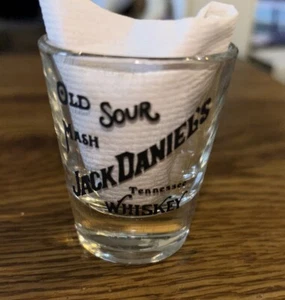 OLD SOUR
MASH
JACK DANIEL'S
Tennessee
WHISKEY